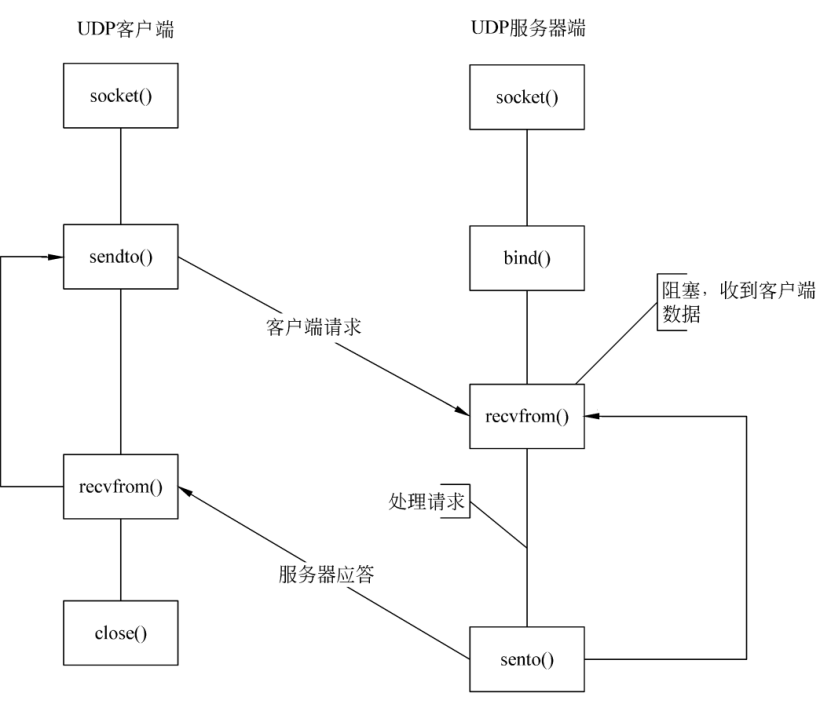 UDP客户端
UDP服务器端
socket()
socket()
sendto()
bind()
阻塞，收到客户端
数据
客户端请求
recvfrom()
recvfrom()
处理请求
服务器应答
close()
sento()